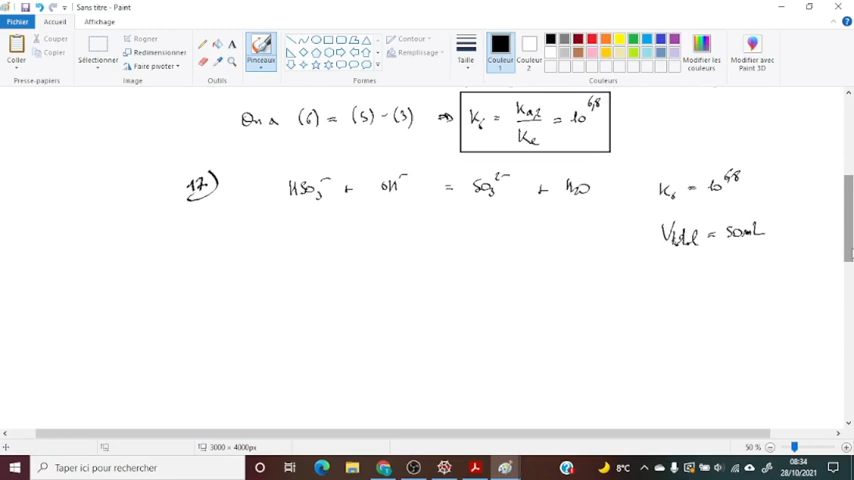 Sans titre - Paint
Fichier Accueil Affichage
Coller
Couper
Copier
Presse-papiers
Sélectionner
Rogner
Redimensionner
Faire pivoter
Image
Outils
Pinceaux
Contour
Remplissage
Formes
Taille
Couleur 1
Couleur 2
Modifier les couleurs
Couleurs
Modifier avec Paint 3D
On a (6) = (5) - (3) ⇒ K₆ = Ka,2 / Ke = 10^6,8
17) HSO₃⁻ + OH⁻ = SO₃²⁻ + H₂O K₆ = 10^6,8
Vtotal = 50mL
3000 × 4000px
50 %
Taper ici pour rechercher
8°C
08:34
28/10/2021